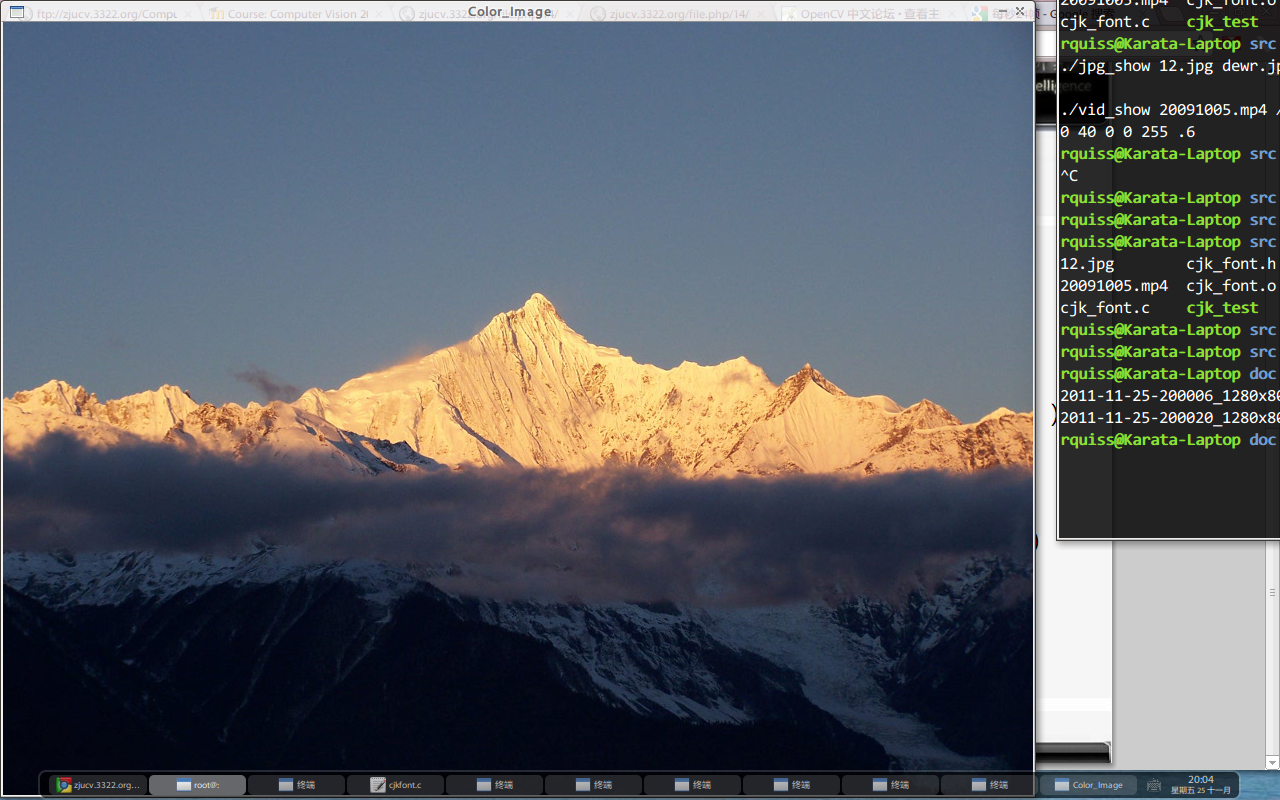 ftp://zjucv.3322.org/Compu
Course: Computer Vision 2
zjucv.3322
Color_Image
zjucv.3322.org/file.php/14/
OpenCV 中文论坛 • 查看主
20091005.mp4 cjk_font.o
cjk_font.c cjk_test
rquiss@Karata-Laptop src
./jpg_show 12.jpg dewr.jp
elligence
./vid_show 20091005.mp4 /
0 40 0 0 255 .6
rquiss@Karata-Laptop src
^C
rquiss@Karata-Laptop src
rquiss@Karata-Laptop src
rquiss@Karata-Laptop src
12.jpg cjk_font.h
20091005.mp4 cjk_font.o
cjk_font.c cjk_test
rquiss@Karata-Laptop src
rquiss@Karata-Laptop src
rquiss@Karata-Laptop doc
2011-11-25-200006_1280x80
2011-11-25-200020_1280x80
rquiss@Karata-Laptop doc
zjucv.3322.org...
root@:
终端
cjkfont.c
终端
终端
终端
终端
终端
终端
Color_Image
20:04
星期五 25 十一月